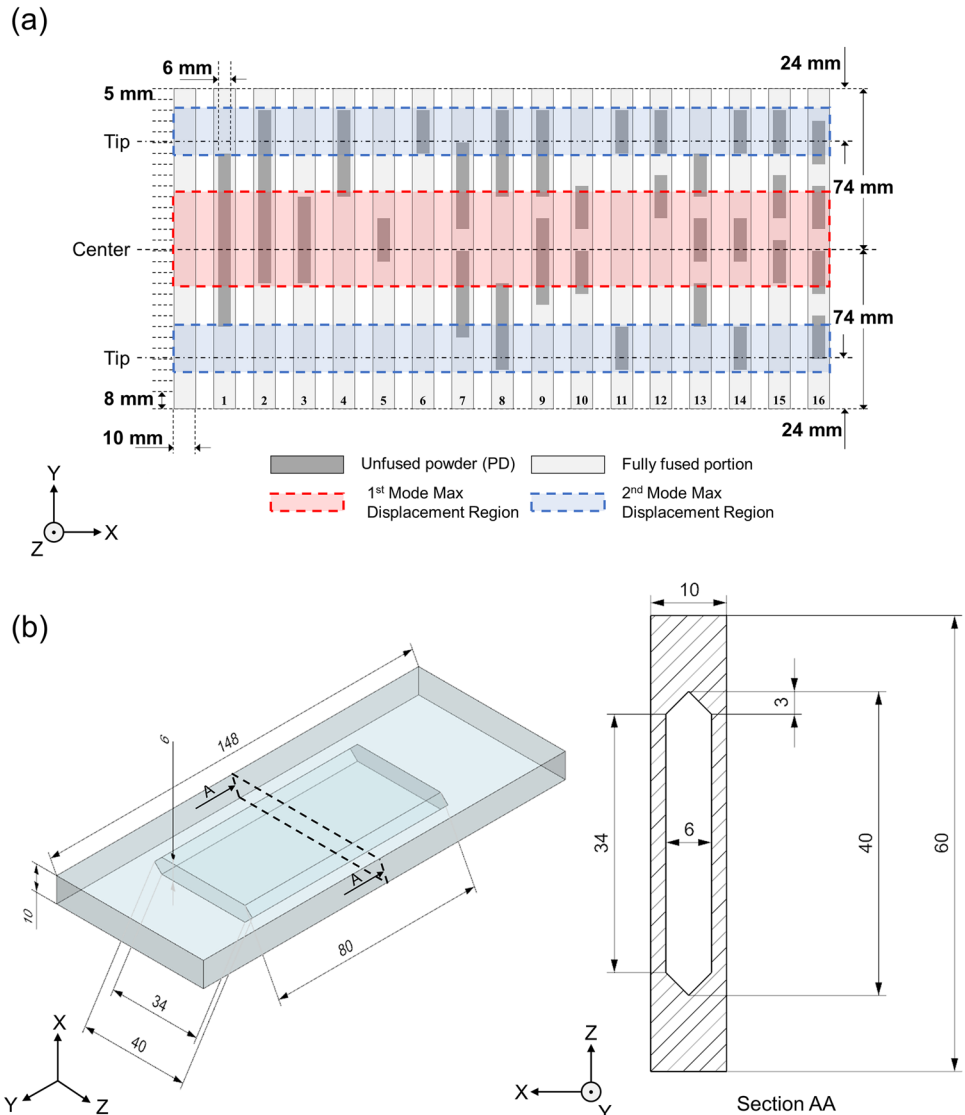 (a)
6 mm
24 mm
5 mm
Tip
74 mm
Center
74 mm
Tip
8 mm
1 2 3 4 5 6 7 8 9 10 11 12 13 14 15 16
10 mm
24 mm
Unfused powder (PD)
Fully fused portion
1st Mode Max
Displacement Region
2nd Mode Max
Displacement Region
Y
Z
X
(b)
10
148
6
A
3
A
34
6
40
60
10
80
34
40
X
Y
Z
Z
X
Y
Section AA